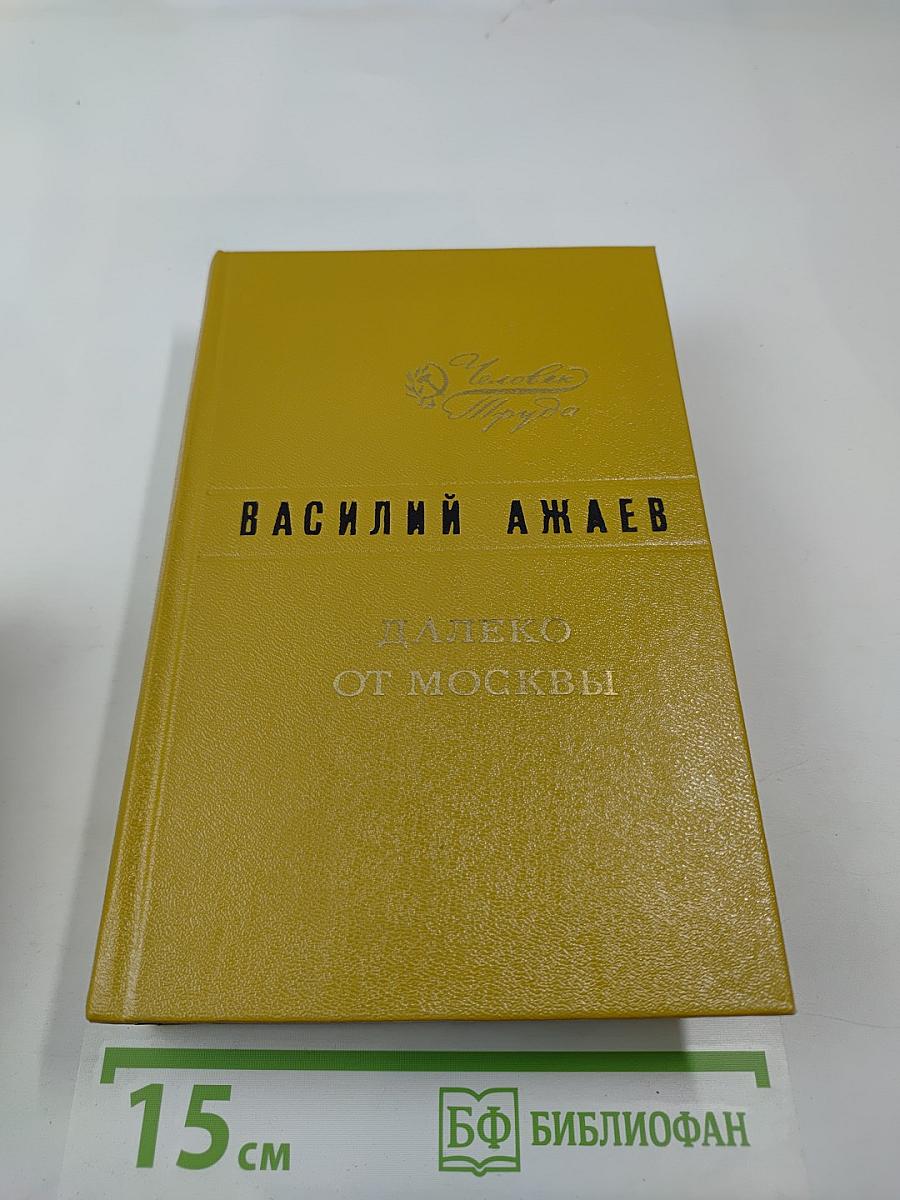 Человек
Труда
ВАСИЛИЙ АЖАЕВ
ДАЛЕКО
ОТ МОСКВЫ
15 см
БФ БИБЛИОФАН